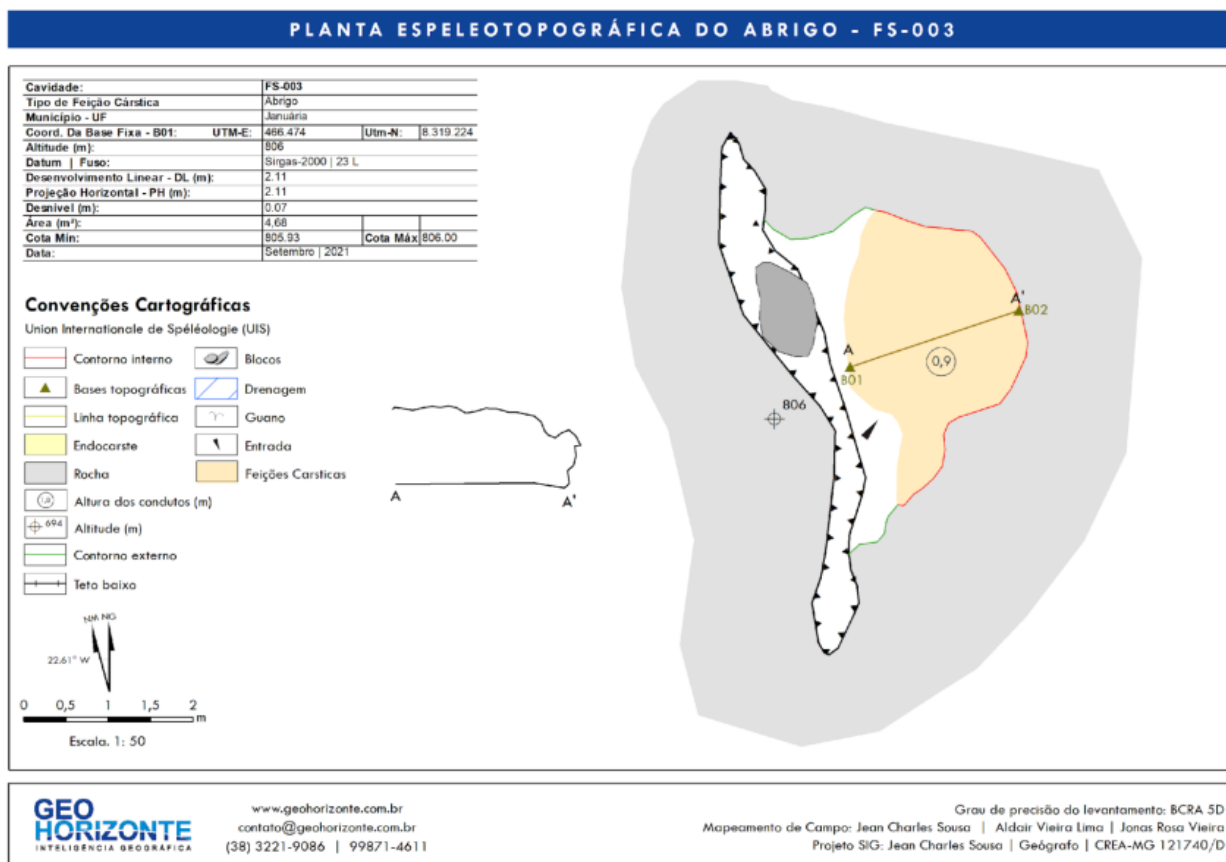 PLANTA ESPELEOTOPOGRÁFICA DO ABRIGO - FS-003
Cavidade: FS-003
Tipo de Feição Cárstica Abrigo
Município - UF Januária
Coord. Da Base Fixa - B01: UTM-E: 466.474 Utm-N: 8.319.224
Altitude (m): 806
Datum | Fuso: Sirgas-2000 | 23 L
Desenvolvimento Linear - DL (m): 2.11
Projeção Horizontal - PH (m): 2.11
Desnível (m): 0.07
Área (m²): 4,68
Cota Min: 805.93 Cota Máx 806.00
Data: Setembro | 2021
Convenções Cartográficas
Union Internationale de Spéléologie (UIS)
Contorno interno Blocos
Bases topográficas Drenagem
Linha topográfica Guano
Endocarste Entrada
Rocha Feições Carsticas
Altura dos condutos (m)
694 Altitude (m)
Contorno externo
Teto baixo
NM NG
22.61° W
0 0,5 1 1,5 2
m
Escala. 1: 50
A A'
A'
B02
A
B01
0,9
806
GEO
HORIZONTE
INTELIGÊNCIA GEOGRÁFICA
www.geohorizonte.com.br
contato@geohorizonte.com.br
(38) 3221-9086 | 99871-4611
Grau de precisão do levantamento: BCRA 5D
Mapeamento de Campo: Jean Charles Sousa | Aldair Vieira Lima | Jonas Rosa Vieira
Projeto SIG: Jean Charles Sousa | Geógrafo | CREA-MG 121740/D